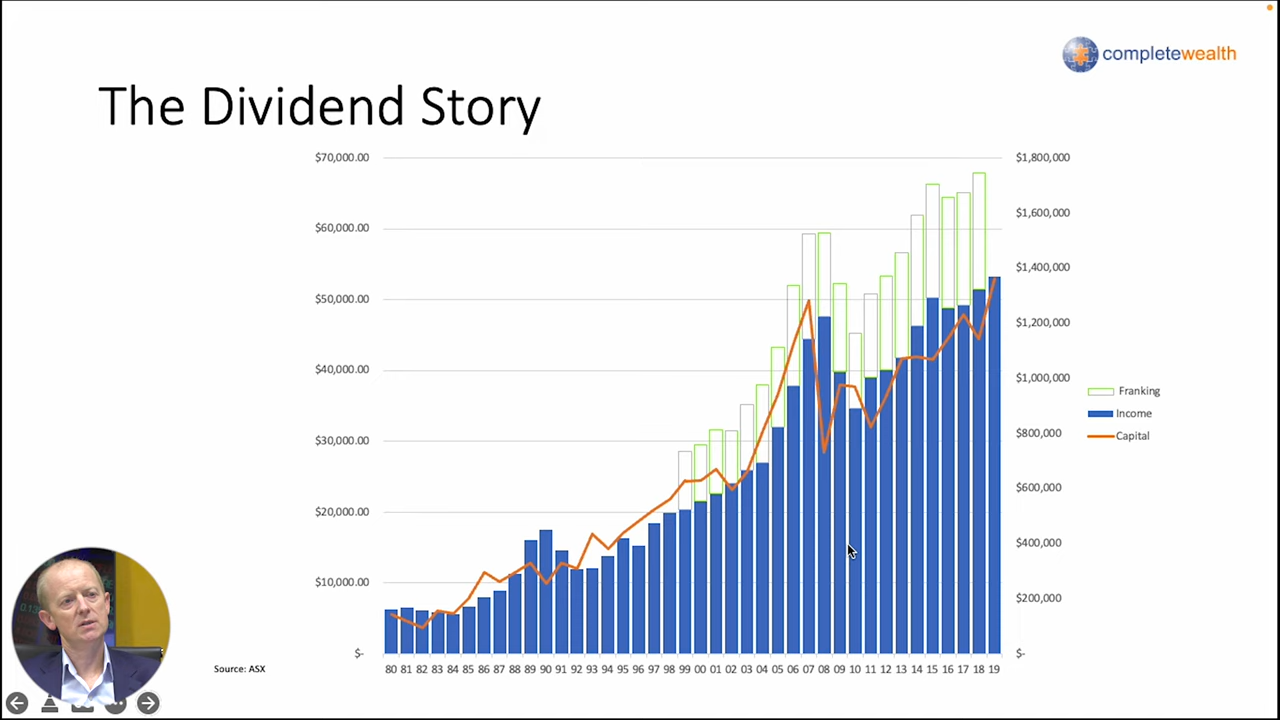 completewealth
The Dividend Story
$70,000.00
$60,000.00
$50,000.00
$40,000.00
$30,000.00
$20,000.00
$10,000.00
$-
$1,800,000
$1,600,000
$1,400,000
$1,200,000
$1,000,000
$800,000
$600,000
$400,000
$200,000
$-
Franking
Income
Capital
80 81 82 83 84 85 86 87 88 89 90 91 92 93 94 95 96 97 98 99 00 01 02 03 04 05 06 07 08 09 10 11 12 13 14 15 16 17 18 19
Source: ASX